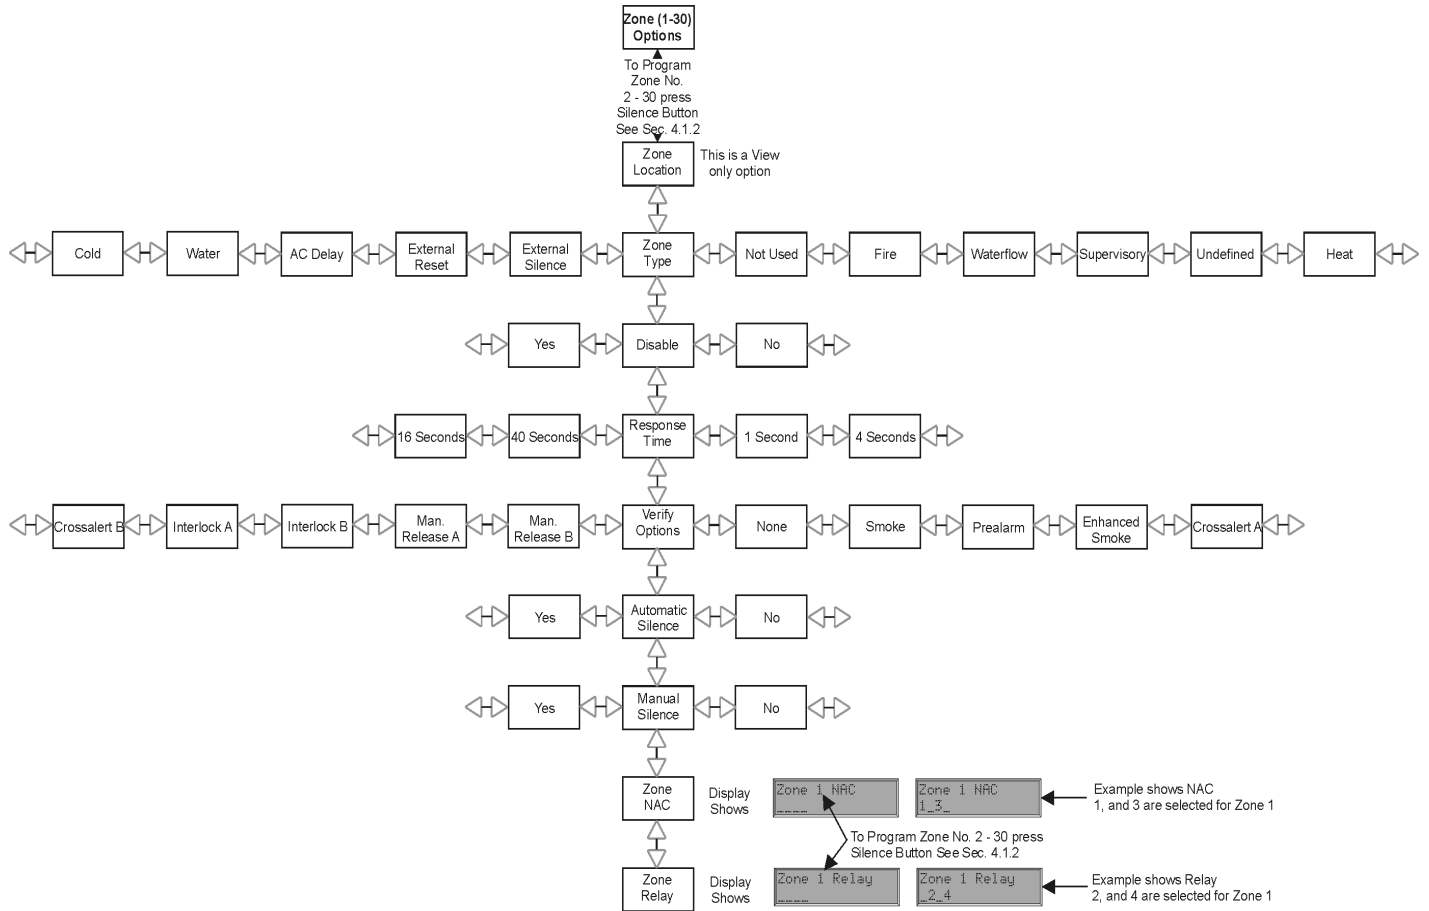 Zone (1-30)
Options
To Program
Zone No.
2 - 30 press
Silence Button
See Sec. 4.1.2
Zone
Location
This is a View
only option
Cold
Water
AC Delay
External
Reset
External
Silence
Zone
Type
Not Used
Fire
Waterflow
Supervisory
Undefined
Heat
Yes
Disable
No
16 Seconds
40 Seconds
Response
Time
1 Second
4 Seconds
Crossalert B
Interlock A
Interlock B
Man.
Release A
Man.
Release B
Verify
Options
None
Smoke
Prealarm
Enhanced
Smoke
Crossalert A
Yes
Automatic
Silence
No
Yes
Manual
Silence
No
Zone
NAC
Display
Shows
Zone 1 NAC
____
Zone 1 NAC
1_3_
Example shows NAC
1, and 3 are selected for Zone 1
To Program Zone No. 2 - 30 press
Silence Button See Sec. 4.1.2
Zone
Relay
Display
Shows
Zone 1 Relay
____
Zone 1 Relay
_2_4
Example shows Relay
2, and 4 are selected for Zone 1